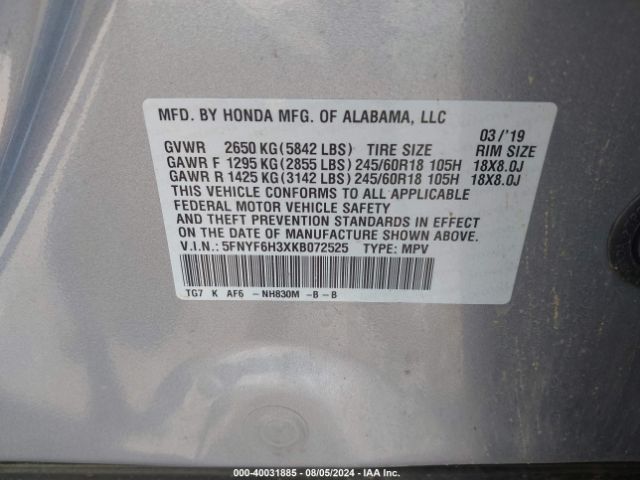 MFD. BY HONDA MFG. OF ALABAMA, LLC
03/'19
GVWR 2650 KG(5842 LBS) TIRE SIZE RIM SIZE
GAWR F 1295 KG(2855 LBS)245/60R18 105H 18X8.0J
GAWR R 1425 KG(3142 LBS)245/60R18 105H 18X8.0J
THIS VEHICLE CONFORMS TO ALL APPLICABLE
FEDERAL MOTOR VEHICLE SAFETY
AND THEFT PREVENTION STANDARDS IN EFFECT
ON THE DATE OF MANUFACTURE SHOWN ABOVE.
V.I.N.: 5FNYF6H3XKB072525 TYPE: MPV
TG7 K AF6 -NH830M -B -B
000-40031885 - 08/05/2024 - IAA Inc.